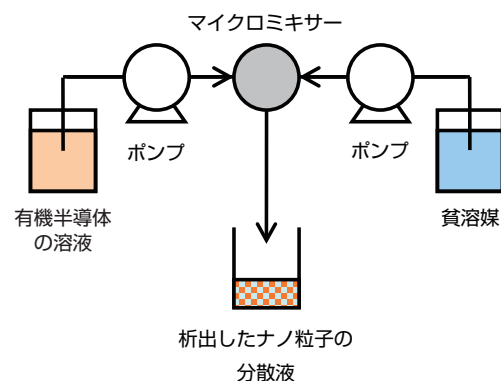 マイクロミキサー
ポンプ
ポンプ
有機半導体
の溶液
貧溶媒
析出したナノ粒子の
分散液